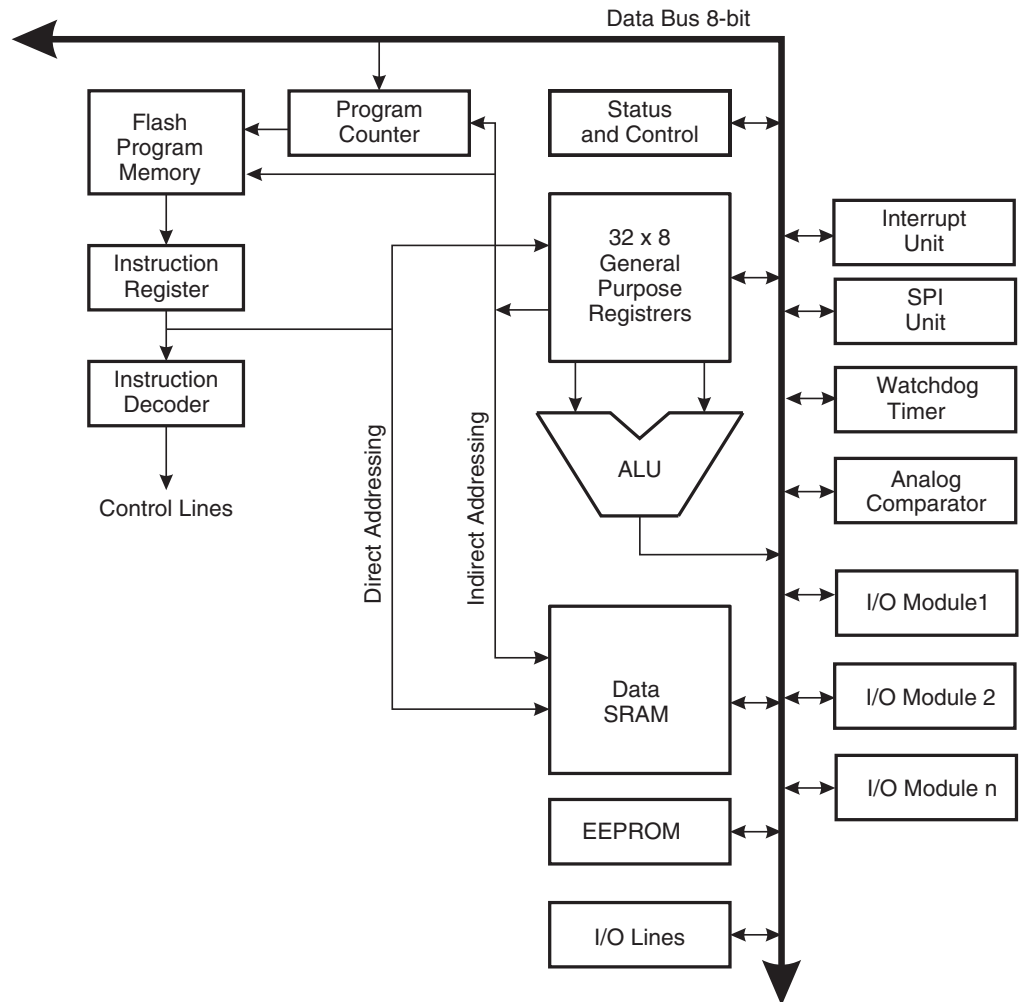 Data Bus 8-bit
Flash
Program
Memory
Program
Counter
Status
and Control
32 x 8
General
Purpose
Registrers
Interrupt
Unit
Instruction
Register
SPI
Unit
Instruction
Decoder
Watchdog
Timer
Direct Addressing
Indirect Addressing
ALU
Analog
Comparator
Control Lines
I/O Module1
Data
SRAM
I/O Module 2
I/O Module n
EEPROM
I/O Lines